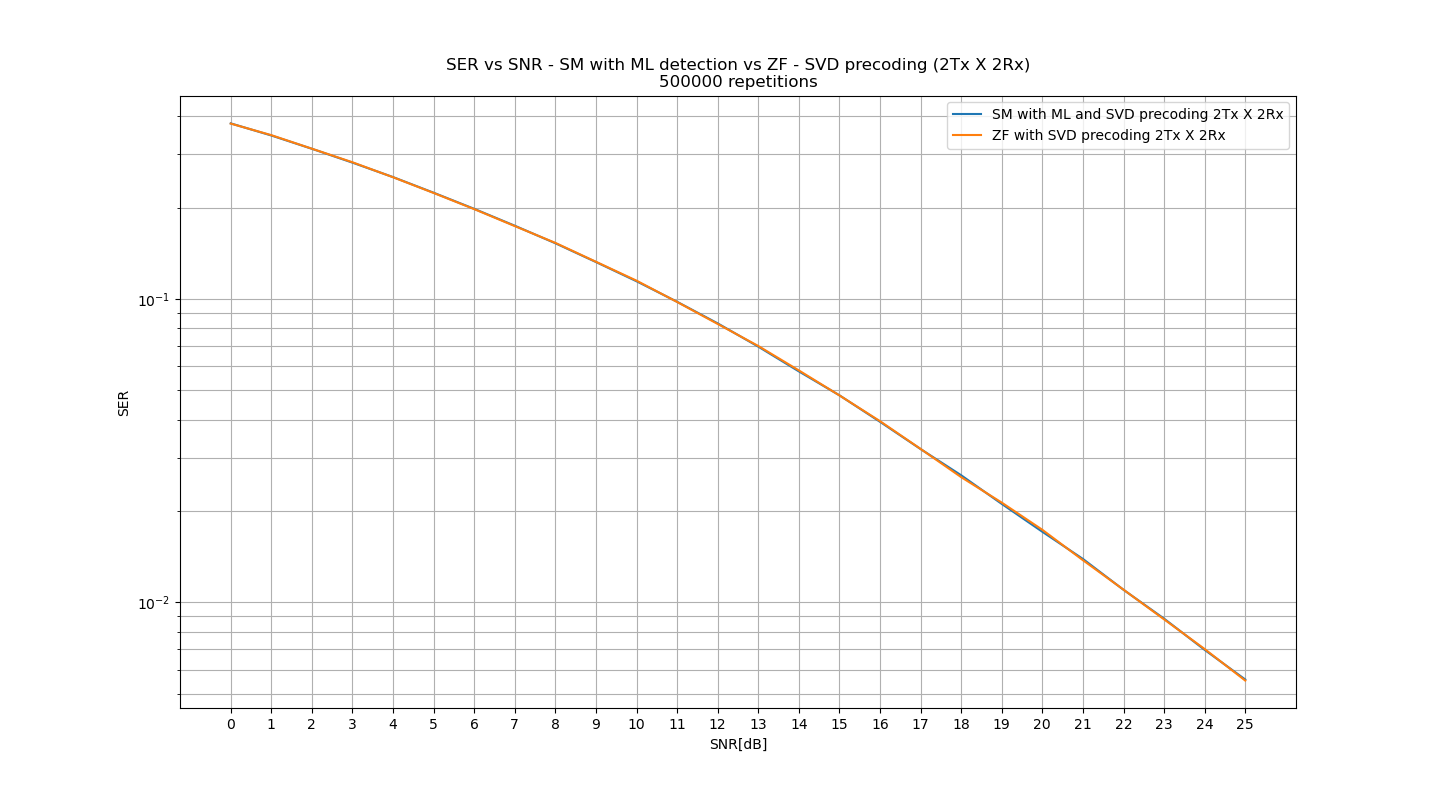 SER vs SNR - SM with ML detection vs ZF - SVD precoding (2Tx X 2Rx)
500000 repetitions
SM with ML and SVD precoding 2Tx X 2Rx
ZF with SVD precoding 2Tx X 2Rx
10⁻¹
SER
10⁻²
0 1 2 3 4 5 6 7 8 9 10 11 12 13 14 15 16 17 18 19 20 21 22 23 24 25
SNR[dB]